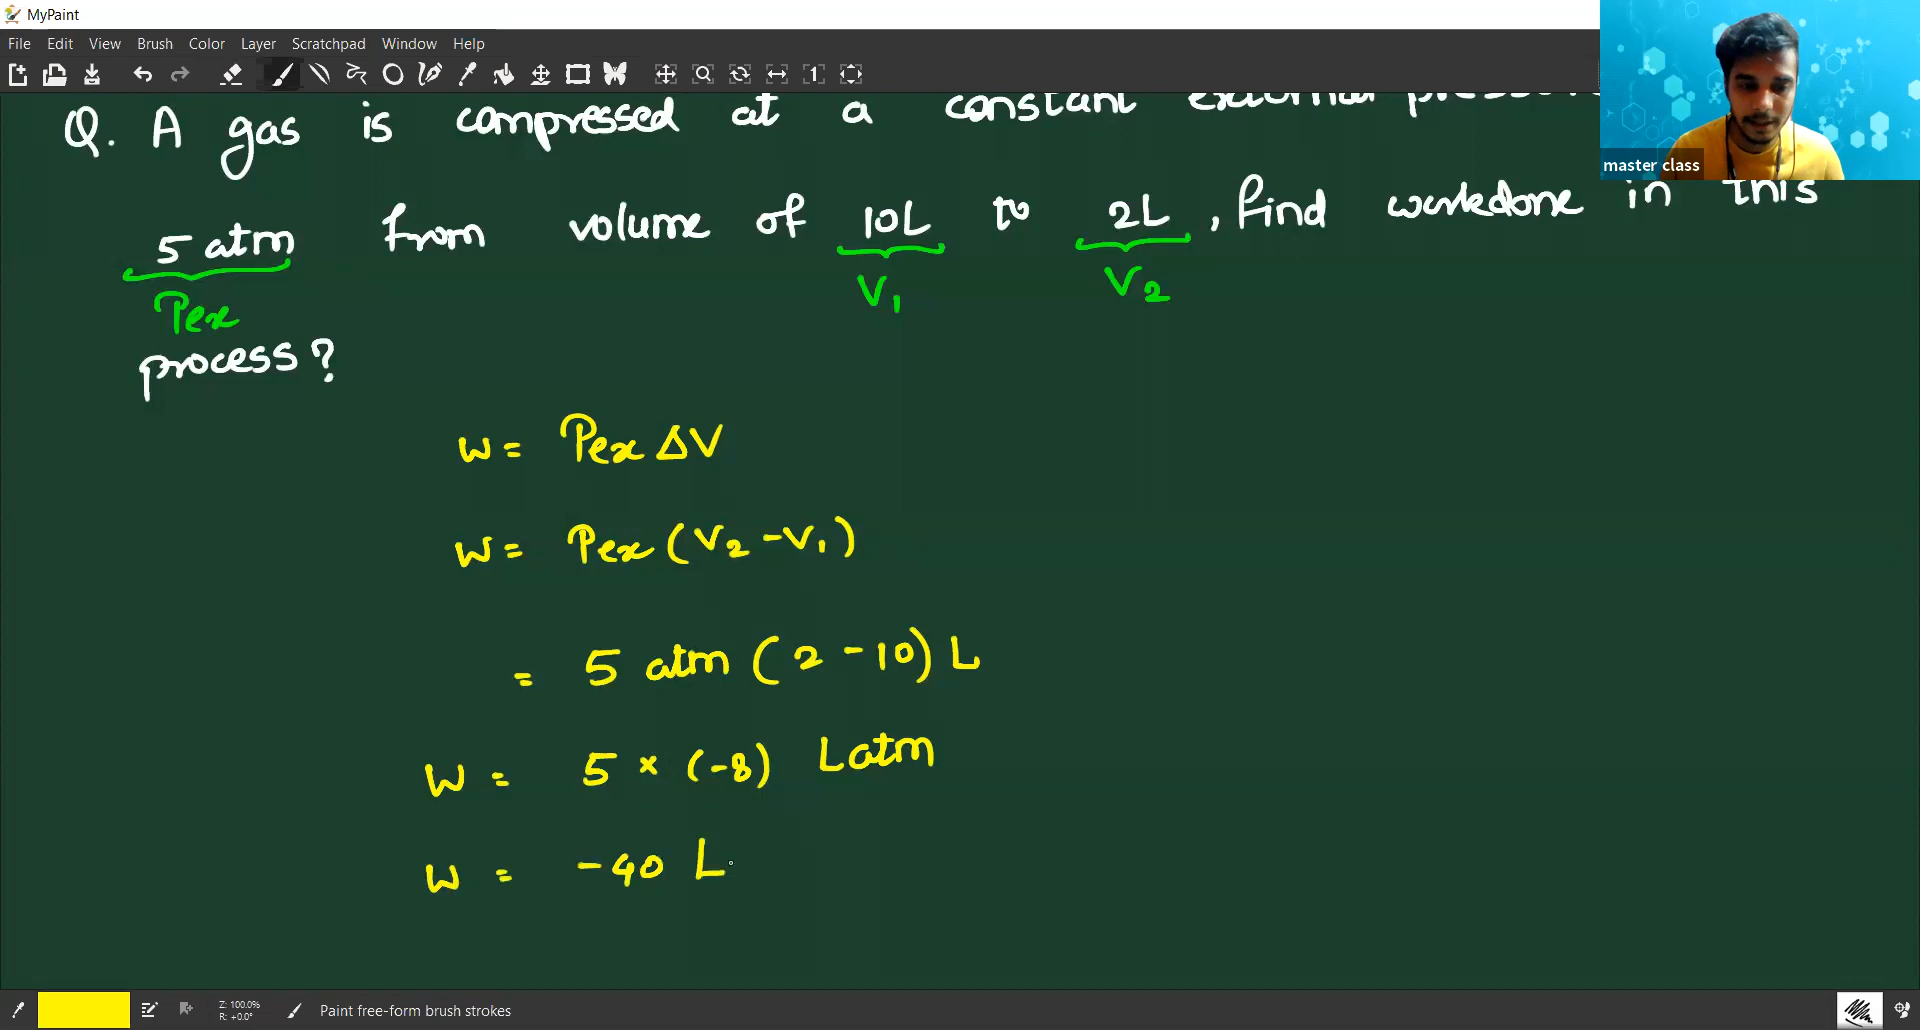 MyPaint
File Edit View Brush Color Layer Scratchpad Window Help
master class
Q. A gas is compressed at a constant external
5 atm from volume of 10L to 2L, find workdone in this
Pex V1 V2
process?
W = Pex ΔV
W = Pex (V2 - V1)
= 5 atm (2 - 10) L
W = 5 × (-8) Latm
W = -40 L
Z: 100.0%
R: +0.0°
Paint free-form brush strokes